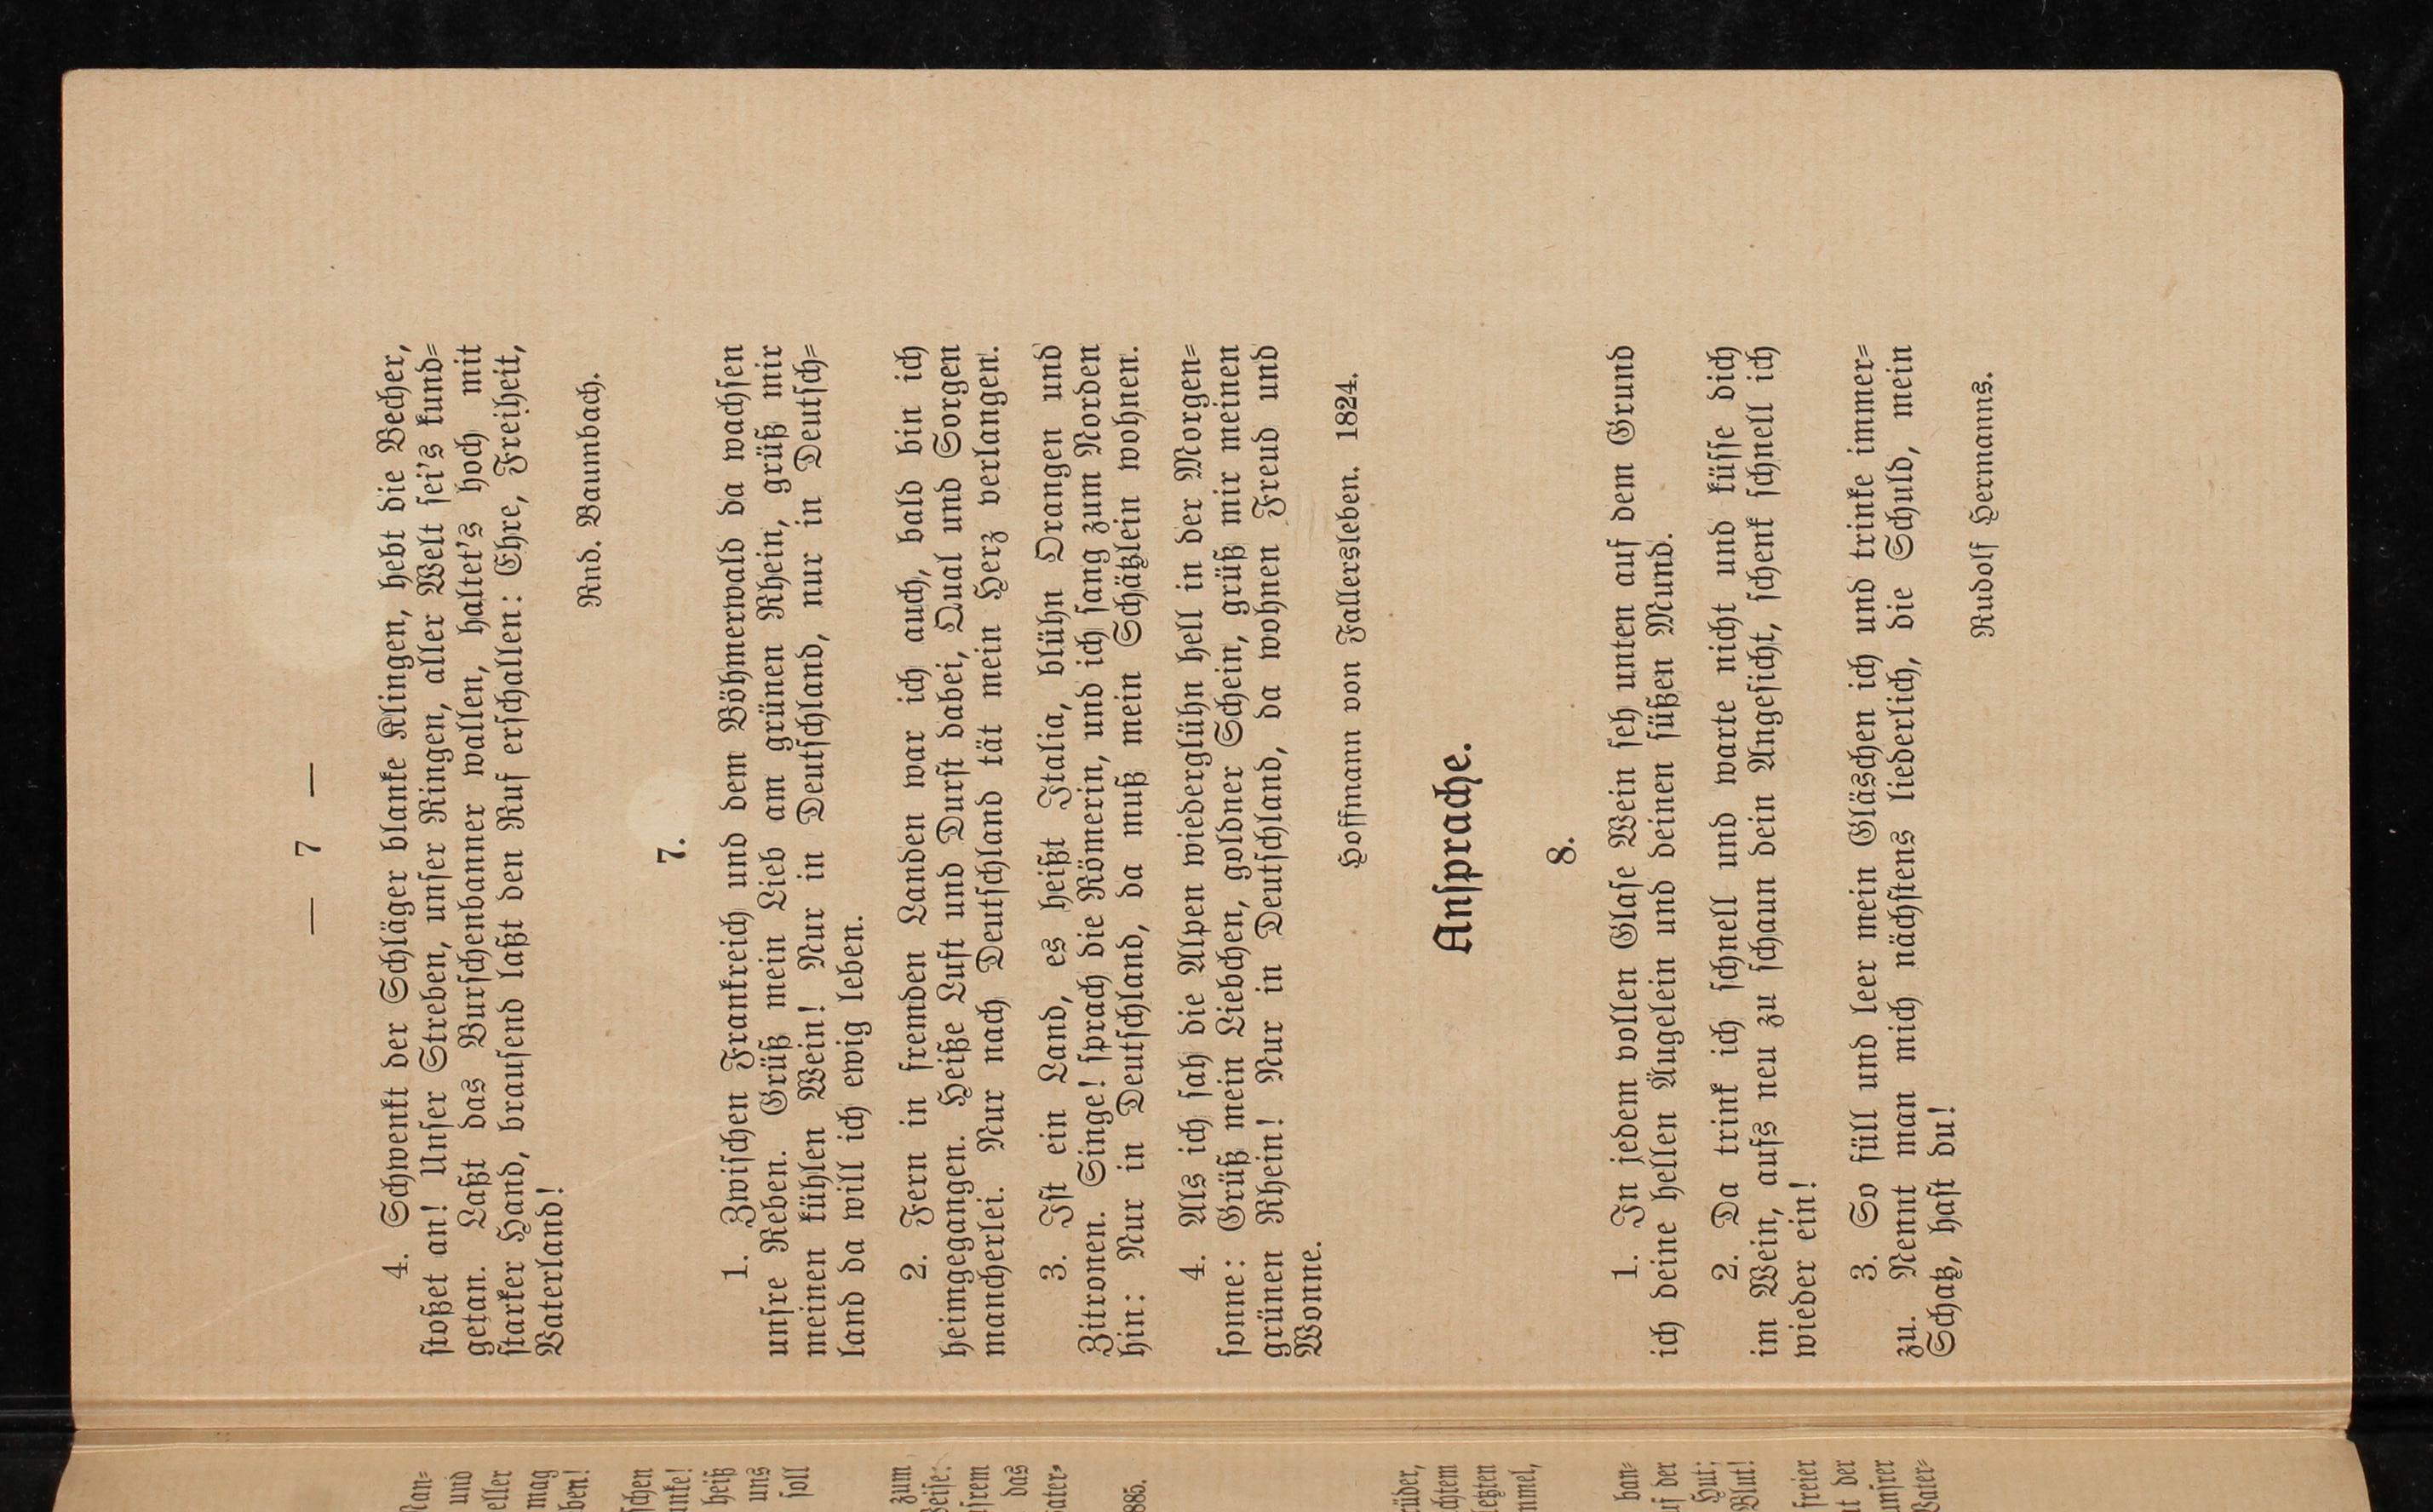 — 7 —
4. Schwenkt der Schläger blanke Klingen, hebt die Becher,
stoßet an! Unser Streben, unser Ringen, aller Welt sei's kund=
getan. Laßt das Burschenbanner wallen, haltet's hoch mit
starker Hand, brausend laßt den Ruf erschallen: Ehre, Freiheit,
Vaterland!
Rud. Baumbach.
7.
1. Zwischen Frankreich und dem Böhmerwald da wachsen
unsre Reben. Grüß mein Lieb am grünen Rhein, grüß mir
meinen kühlen Wein! Nur in Deutschland, nur in Deutsch=
land da will ich ewig leben.
2. Fern in fremden Landen war ich auch, bald bin ich
heimgegangen. Heiße Luft und Durst dabei, Qual und Sorgen
mancherlei. Nur nach Deutschland tät mein Herz verlangen.
3. Ist ein Land, es heißt Italia, blühn Orangen und
Zitronen. Singe! sprach die Römerin, und ich sang zum Norden
hin: Nur in Deutschland, da muß mein Schätzlein wohnen.
4. Als ich sah die Alpen wiederglühn hell in der Morgen=
sonne: Grüß mein Liebchen, goldner Schein, grüß mir meinen
grünen Rhein! Nur in Deutschland, da wohnen Freud und
Wonne.
Hoffmann von Fallersleben. 1824.
Ansprache.
8.
1. In jedem vollen Glase Wein seh unten auf dem Grund
ich deine hellen Äugelein und deinen süßen Mund.
2. Da trink ich schnell und warte nicht und küsse dich
im Wein, aufs neu zu schaun dein Angesicht, schenk schnell ich
wieder ein!
3. So füll und leer mein Gläschen ich und trinke immer=
zu. Nennt man mich nächstens liederlich, die Schuld, mein
Schatz, hast du!
Rudolf Hermanns.
und
mag
heiß
uns
soll
zum
das
885.
ban=
Hut;
Blut!
freier